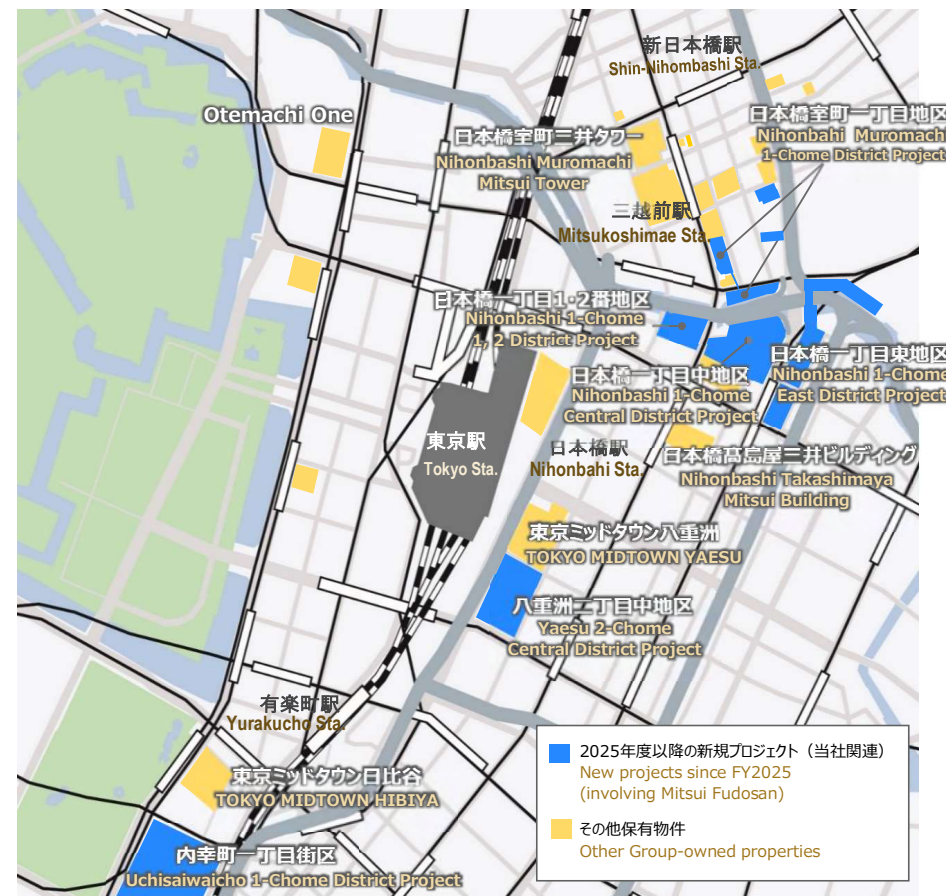 新日本橋駅
Shin-Nihombashi Sta.
Otemachi One
日本橋室町一丁目地区
Nihonbahi Muromachi
1-Chome District Project
日本橋室町三井タワー
Nihonbashi Muromachi
Mitsui Tower
三越前駅
Mitsukoshimae Sta.
日本橋一丁目1・2番地区
Nihonbashi 1-Chome
1, 2 District Project
日本橋一丁目東地区
Nihonbashi 1-Chome
East District Project
日本橋一丁目中地区
Nihonbashi 1-Chome
Central District Project
東京駅
Tokyo Sta.
日本橋駅
Nihonbahi Sta.
日本橋髙島屋三井ビルディング
Nihonbashi Takashimaya
Mitsui Building
東京ミッドタウン八重洲
TOKYO MIDTOWN YAESU
八重洲二丁目中地区
Yaesu 2-Chome
Central District Project
有楽町駅
Yurakucho Sta.
東京ミッドタウン日比谷
TOKYO MIDTOWN HIBIYA
内幸町一丁目街区
Uchisaiwaicho 1-Chome District Project
2025年度以降の新規プロジェクト（当社関連）
New projects since FY2025
(involving Mitsui Fudosan)
その他保有物件
Other Group-owned properties